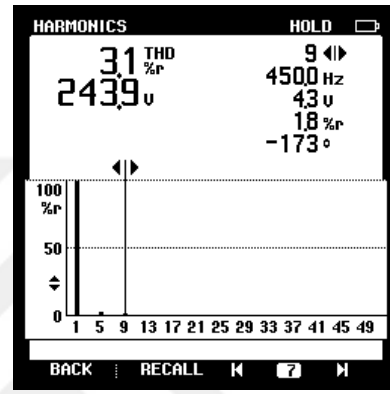 HARMONICS HOLD
3.1 THD %r
243.9 V
9
450.0 Hz
4.3 V
1.8 %r
-173°
100
%r
50
0
1 5 9 13 17 21 25 29 33 37 41 45 49
BACK RECALL 7